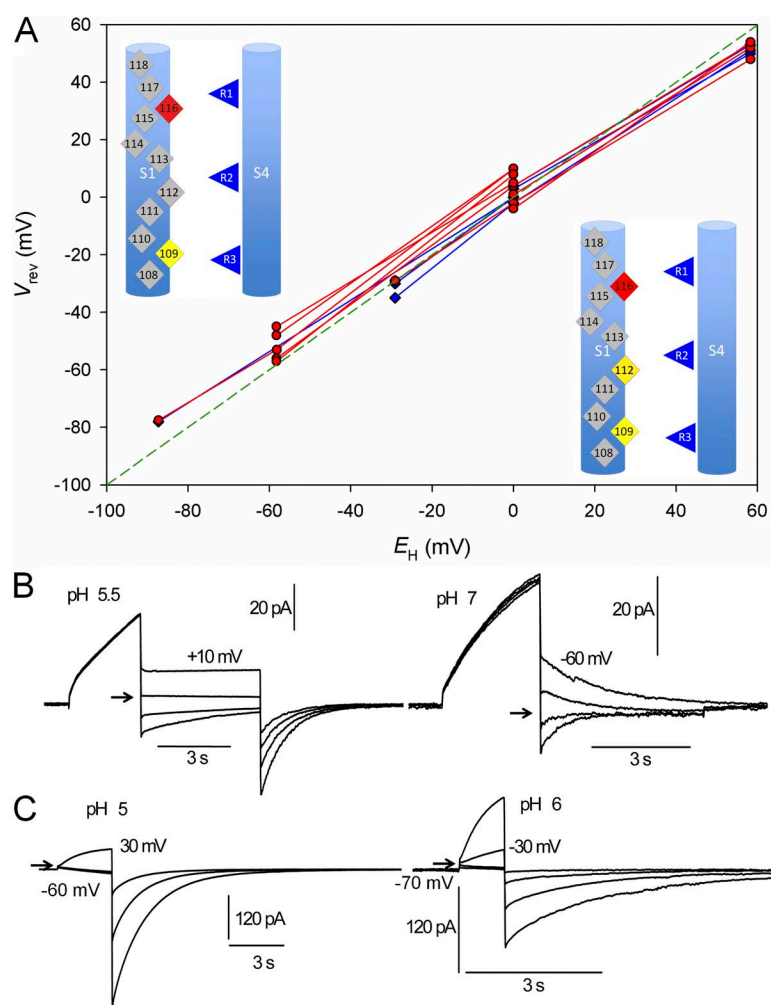 A
60
40
20
0
-20
-40
-60
-80
-100
Vrev (mV)
-100
-80
-60
-40
-20
0
20
40
60
EH (mV)
118
117
116
115
114
113
S1
112
111
110
109
108
R1
R2
R3
S4
118
117
116
115
114
113
S1
112
111
110
109
108
R1
R2
R3
S4
B
pH 5.5
20 pA
+10 mV
3 s
pH 7
20 pA
-60 mV
3 s
C
pH 5
30 mV
-60 mV
120 pA
3 s
pH 6
-30 mV
-70 mV
120 pA
3 s